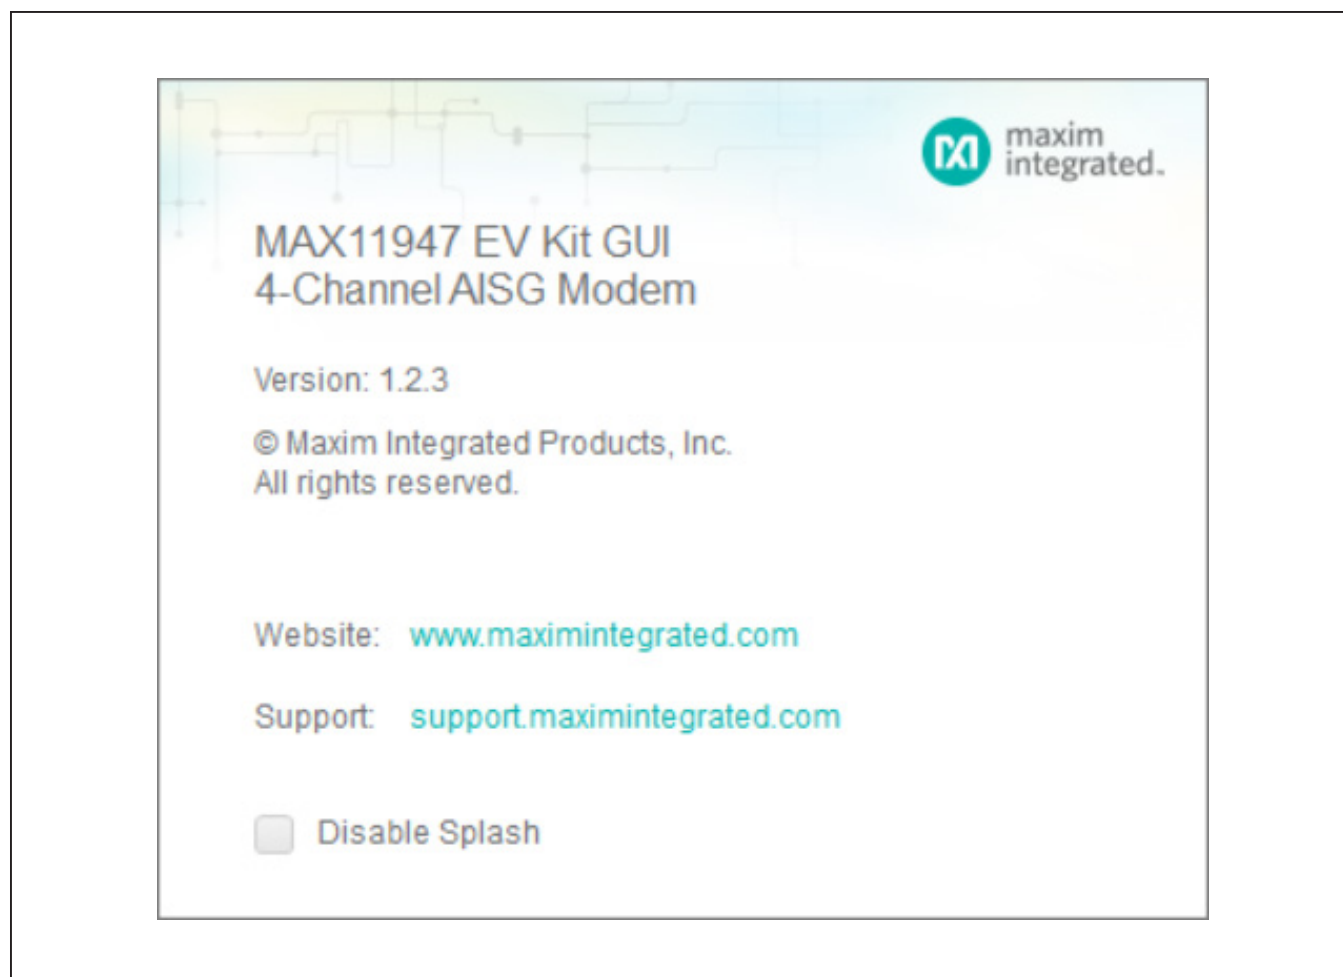 maxim
integrated™
MAX11947 EV Kit GUI
4-Channel AISG Modem
Version: 1.2.3
© Maxim Integrated Products, Inc.
All rights reserved.
Website: www.maximintegrated.com
Support: support.maximintegrated.com
Disable Splash